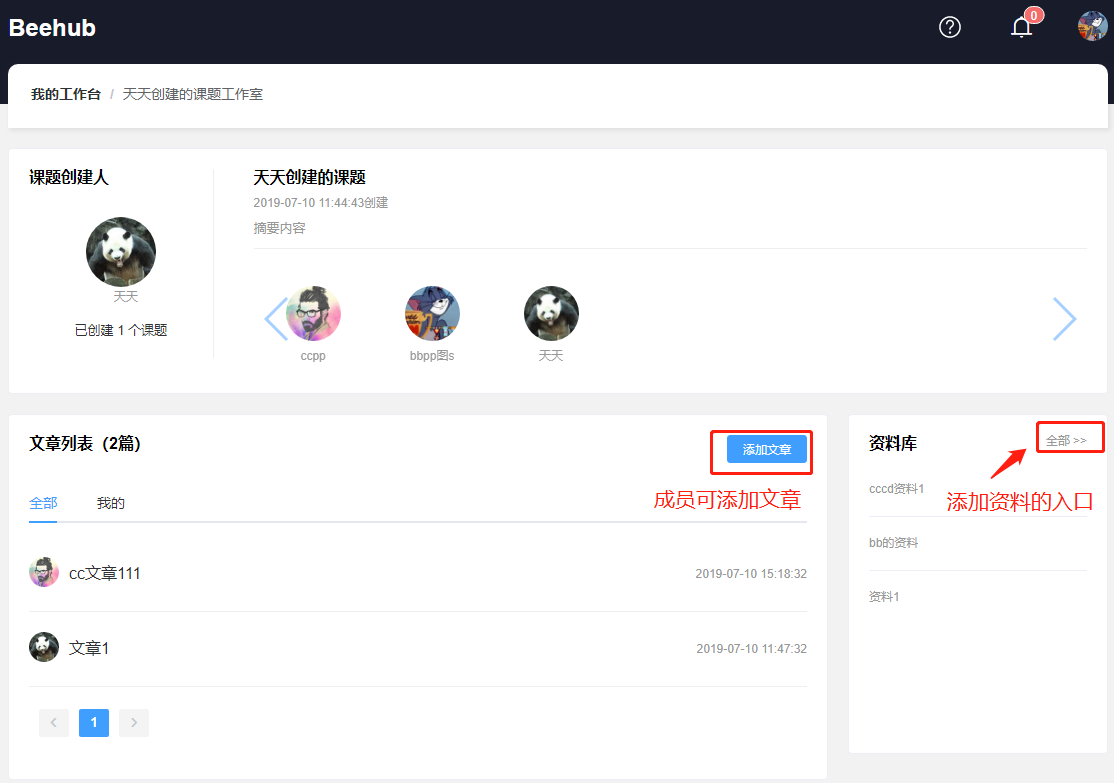 Beehub
0
我的工作台 / 天天创建的课题工作室
课题创建人
天天
已创建 1 个课题
天天创建的课题
2019-07-10 11:44:43创建
摘要内容
ccpp
bbpp图s
天天
文章列表（2篇）
添加文章
成员可添加文章
全部 我的
cc文章111 2019-07-10 15:18:32
文章1 2019-07-10 11:47:32
< 1 >
资料库
全部 >>
添加资料的入口
cccd资料1
bb的资料
资料1